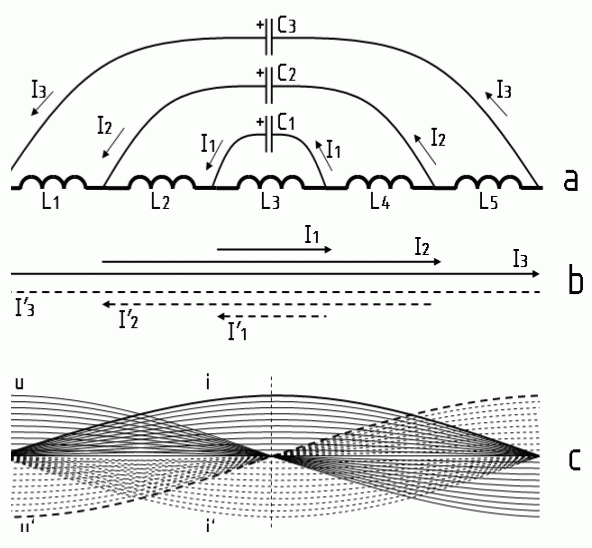 + C3
I3 I3
+ C2
I2 I2
+ C1
I1 I1
L1 L2 L3 L4 L5
a
I1
I2
I3
b
I'3
I'2
I'1
u i
c
u' i'